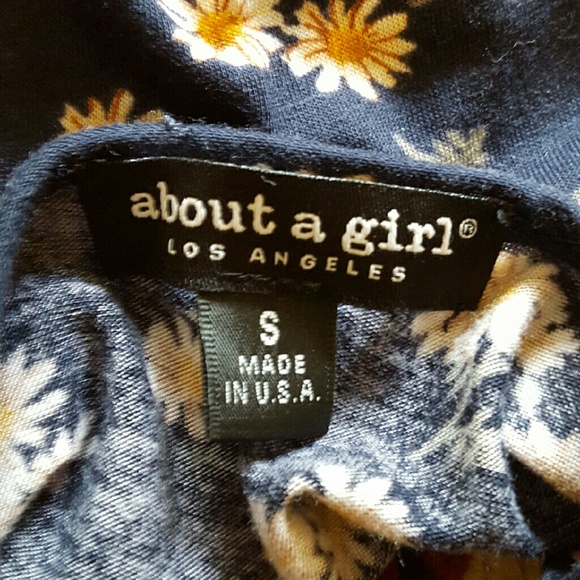 about a girl®
LOS ANGELES
S
MADE
IN U.S.A.